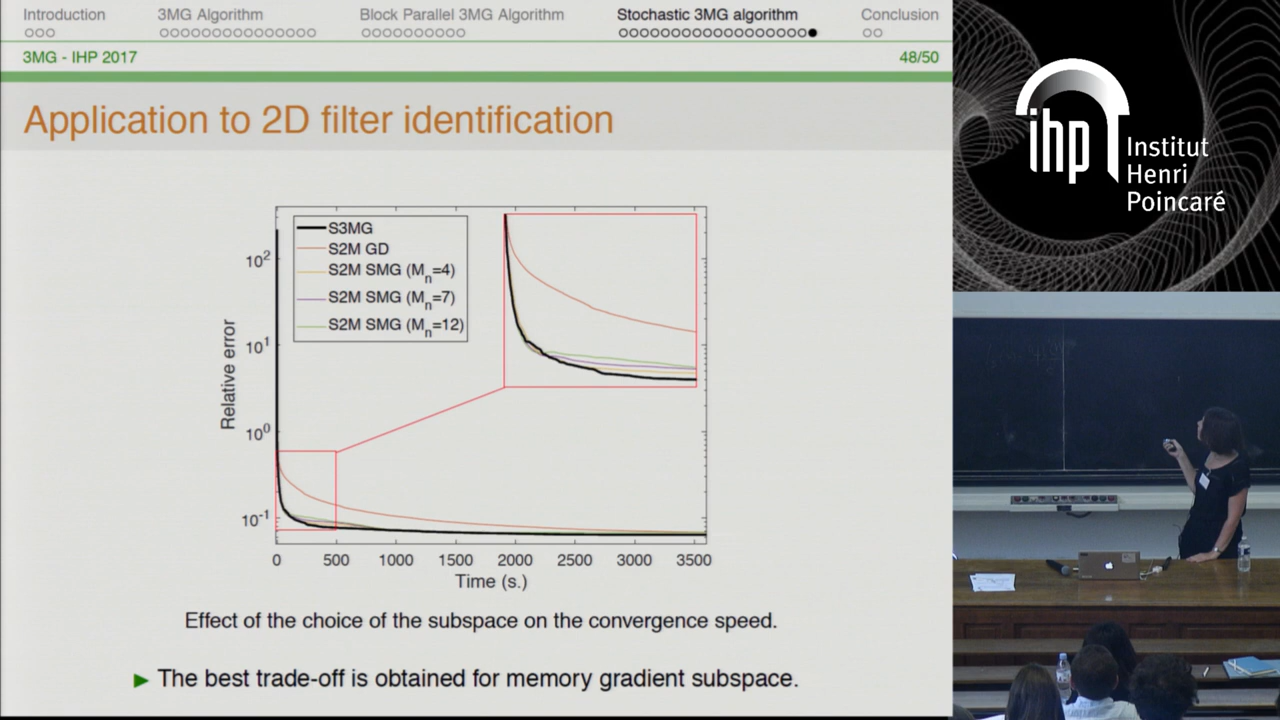 Introduction
3MG Algorithm
Block Parallel 3MG Algorithm
Stochastic 3MG algorithm
Conclusion
3MG - IHP 2017
48/50
Application to 2D filter identification
S3MG
S2M GD
S2M SMG (Mn=4)
S2M SMG (Mn=7)
S2M SMG (Mn=12)
Relative error
10^2
10^1
10^0
10^-1
0 500 1000 1500 2000 2500 3000 3500
Time (s.)
Effect of the choice of the subspace on the convergence speed.
► The best trade-off is obtained for memory gradient subspace.
ihp
Institut
Henri
Poincaré